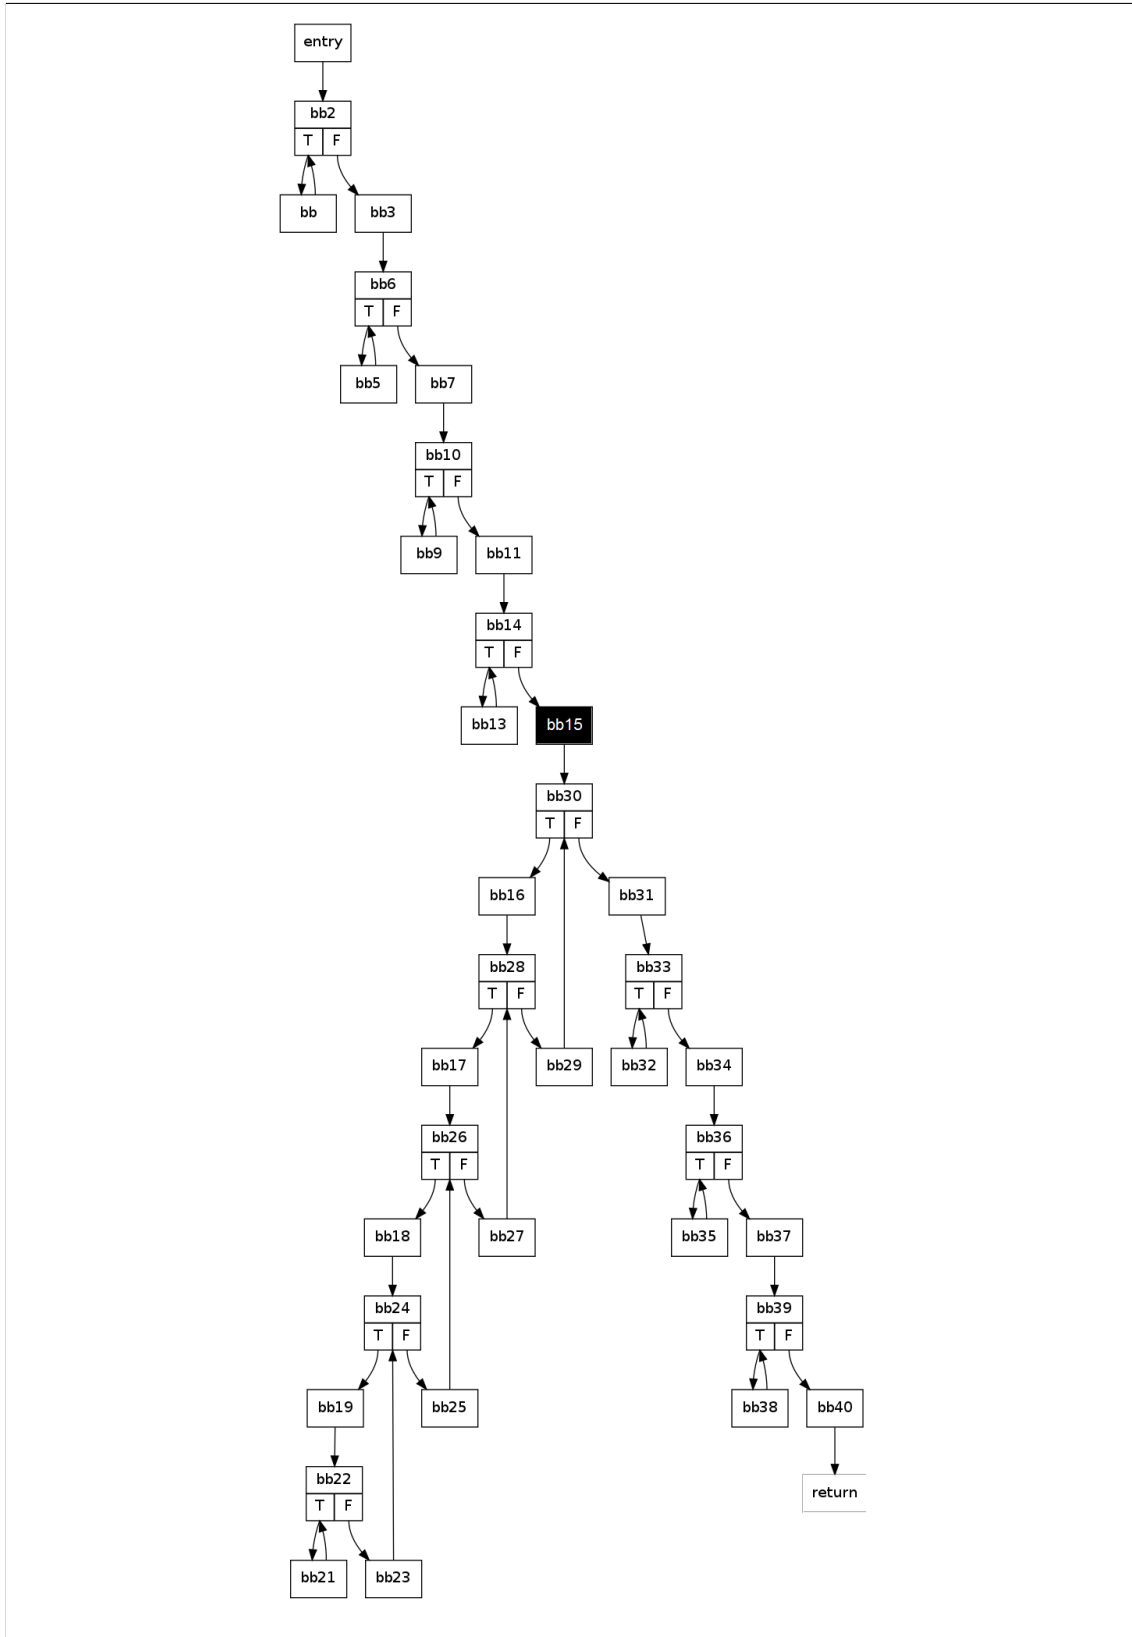 entry
bb2
T F
bb bb3
bb6
T F
bb5 bb7
bb10
T F
bb9 bb11
bb14
T F
bb13 bb15
bb30
T F
bb16 bb31
bb28 bb33
T F T F
bb17 bb29 bb32 bb34
bb26 bb36
T F T F
bb18 bb27 bb35 bb37
bb24 bb39
T F T F
bb19 bb25 bb38 bb40
bb22 return
T F
bb21 bb23